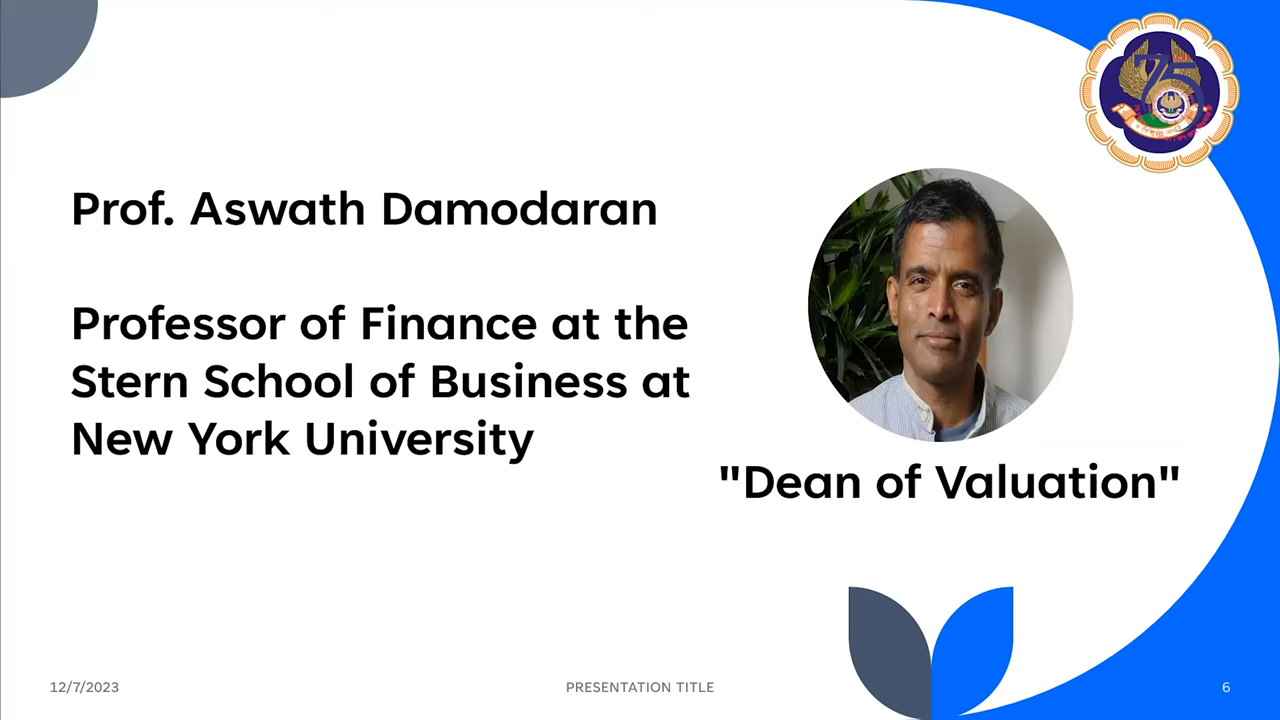 75
Prof. Aswath Damodaran
Professor of Finance at the
Stern School of Business at
New York University
"Dean of Valuation"
12/7/2023
PRESENTATION TITLE
6